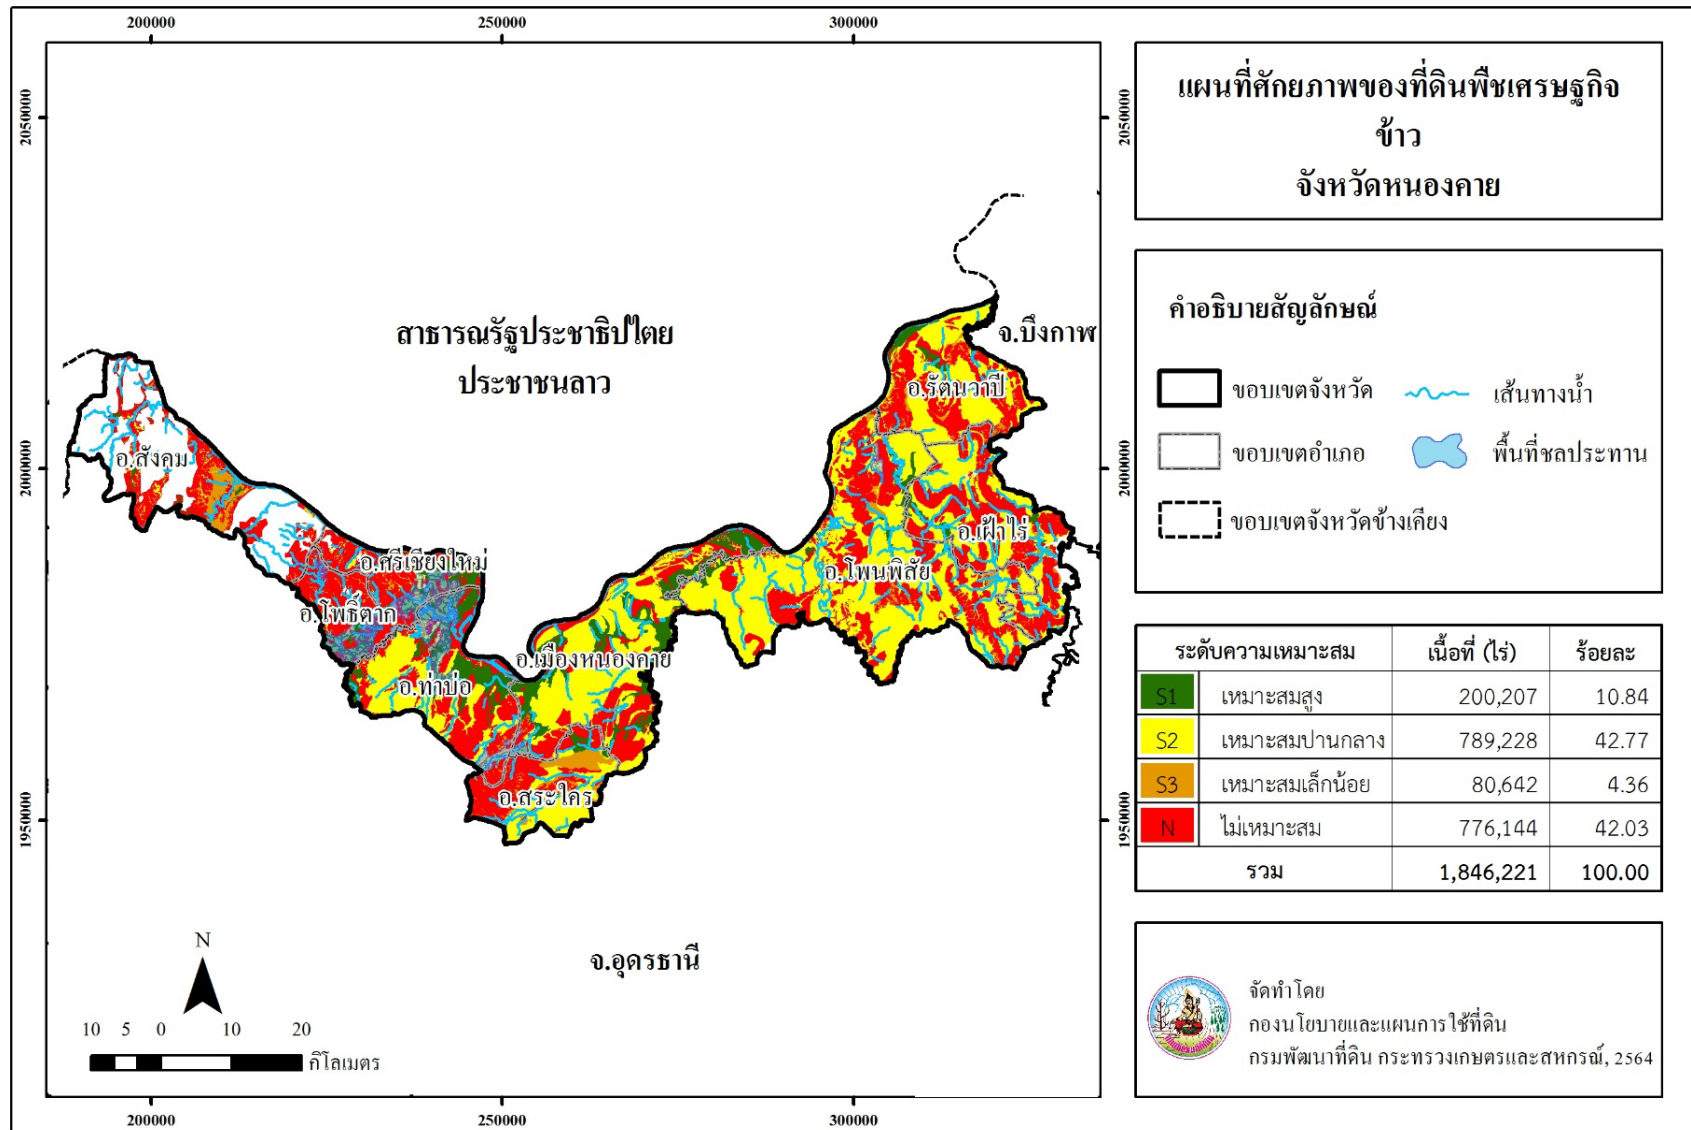 200000
250000
300000
2050000
2050000
2000000
2000000
1950000
1950000
สาธารณรัฐประชาธิปไตย
ประชาชนลาว
จ.บึงกาฬ
อ.รัตนวาปี
อ.สังคม
อ.เฝ้าไร่
อ.ศรีเชียงใหม่
อ.โพนพิสัย
อ.โพธิ์ตาก
อ.เมืองหนองคาย
อ.ท่าบ่อ
อ.สระใคร
จ.อุดรธานี
N
10 5 0 10 20
กิโลเมตร
200000
250000
300000
แผนที่ศักยภาพของที่ดินพืชเศรษฐกิจ
ข้าว
จังหวัดหนองคาย
คำอธิบายสัญลักษณ์
ขอบเขตจังหวัด เส้นทางน้ำ
ขอบเขตอำเภอ พื้นที่ชลประทาน
ขอบเขตจังหวัดข้างเคียง
ระดับความเหมาะสม เนื้อที่ (ไร่) ร้อยละ
S1 เหมาะสมสูง 200,207 10.84
S2 เหมาะสมปานกลาง 789,228 42.77
S3 เหมาะสมเล็กน้อย 80,642 4.36
N ไม่เหมาะสม 776,144 42.03
รวม 1,846,221 100.00
จัดทำโดย
กองนโยบายและแผนการใช้ที่ดิน
กรมพัฒนาที่ดิน กระทรวงเกษตรและสหกรณ์, 2564